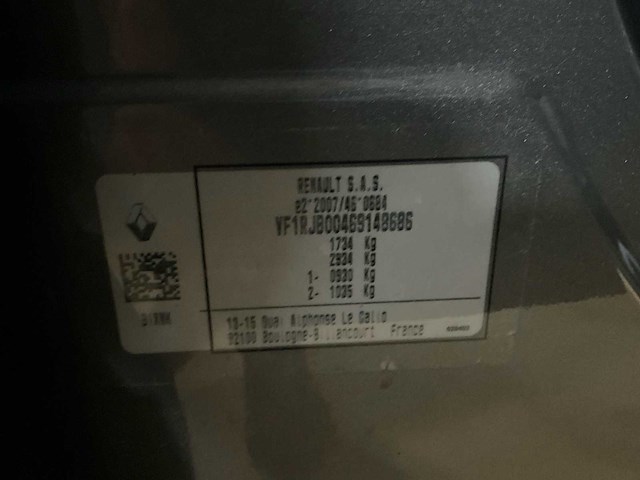 RENAULT S.A.S.
e2*2007/46*0684
VF1RJB00469148686
1734 Kg
2934 Kg
1- 0930 Kg
2- 1035 Kg
13-15 Quai Alphonse Le Gallo
92100 Boulogne-Billancourt France